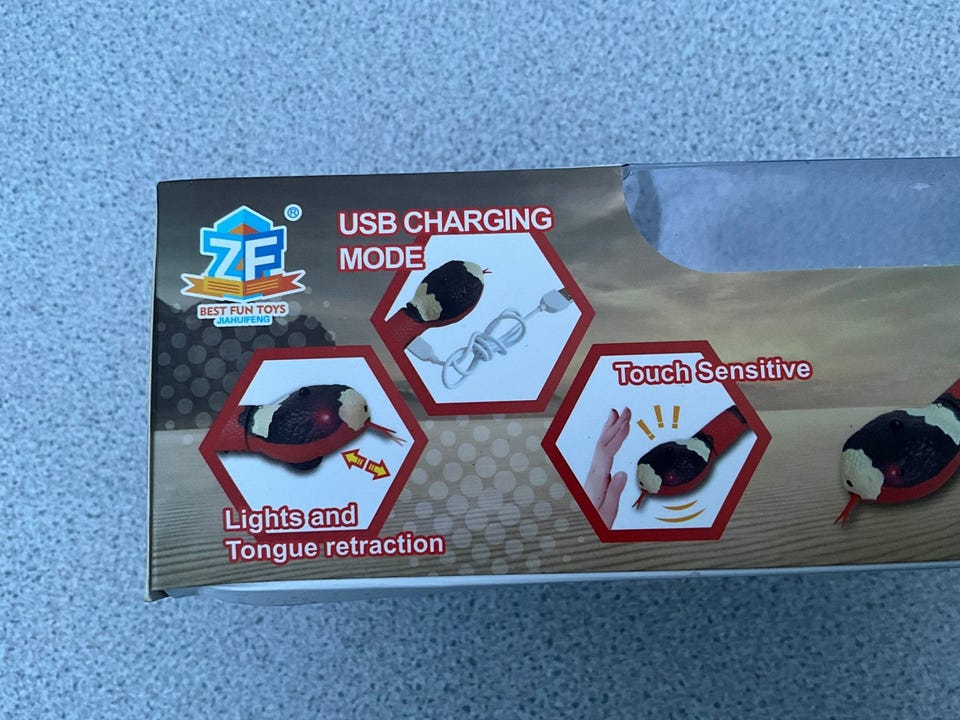 ZF
®
BEST FUN TOYS
JIAHUIFENG
USB CHARGING
MODE
Touch Sensitive
Lights and
Tongue retraction